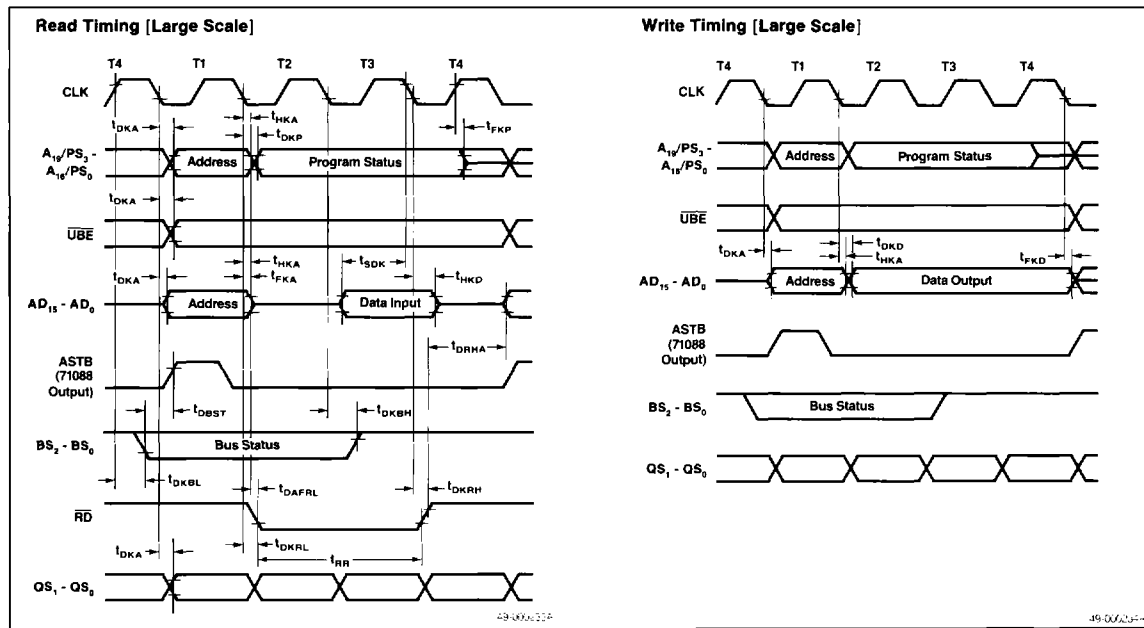 Read Timing [Large Scale]
T4 T1 T2 T3 T4
CLK
tDKA
tHKA
tDKP
tFKP
A19/PS3 -
A16/PS0
Address
Program Status
tDKA
UBE
tDKA
tHKA
tFKA
tSDK
tHKD
AD15 - AD0
Address
Data Input
tDRHA
ASTB
(71088
Output)
tDBST
tDKBH
BS2 - BS0
Bus Status
tDKBL
tDAFRL
tDKRH
RD
tDKA
tDKRL
tRR
QS1 - QS0
Write Timing [Large Scale]
T4 T1 T2 T3 T4
CLK
A19/PS3 -
A16/PS0
Address
Program Status
UBE
tDKA
tDKD
tHKA
tFKD
AD15 - AD0
Address
Data Output
ASTB
(71088
Output)
BS2 - BS0
Bus Status
QS1 - QS0